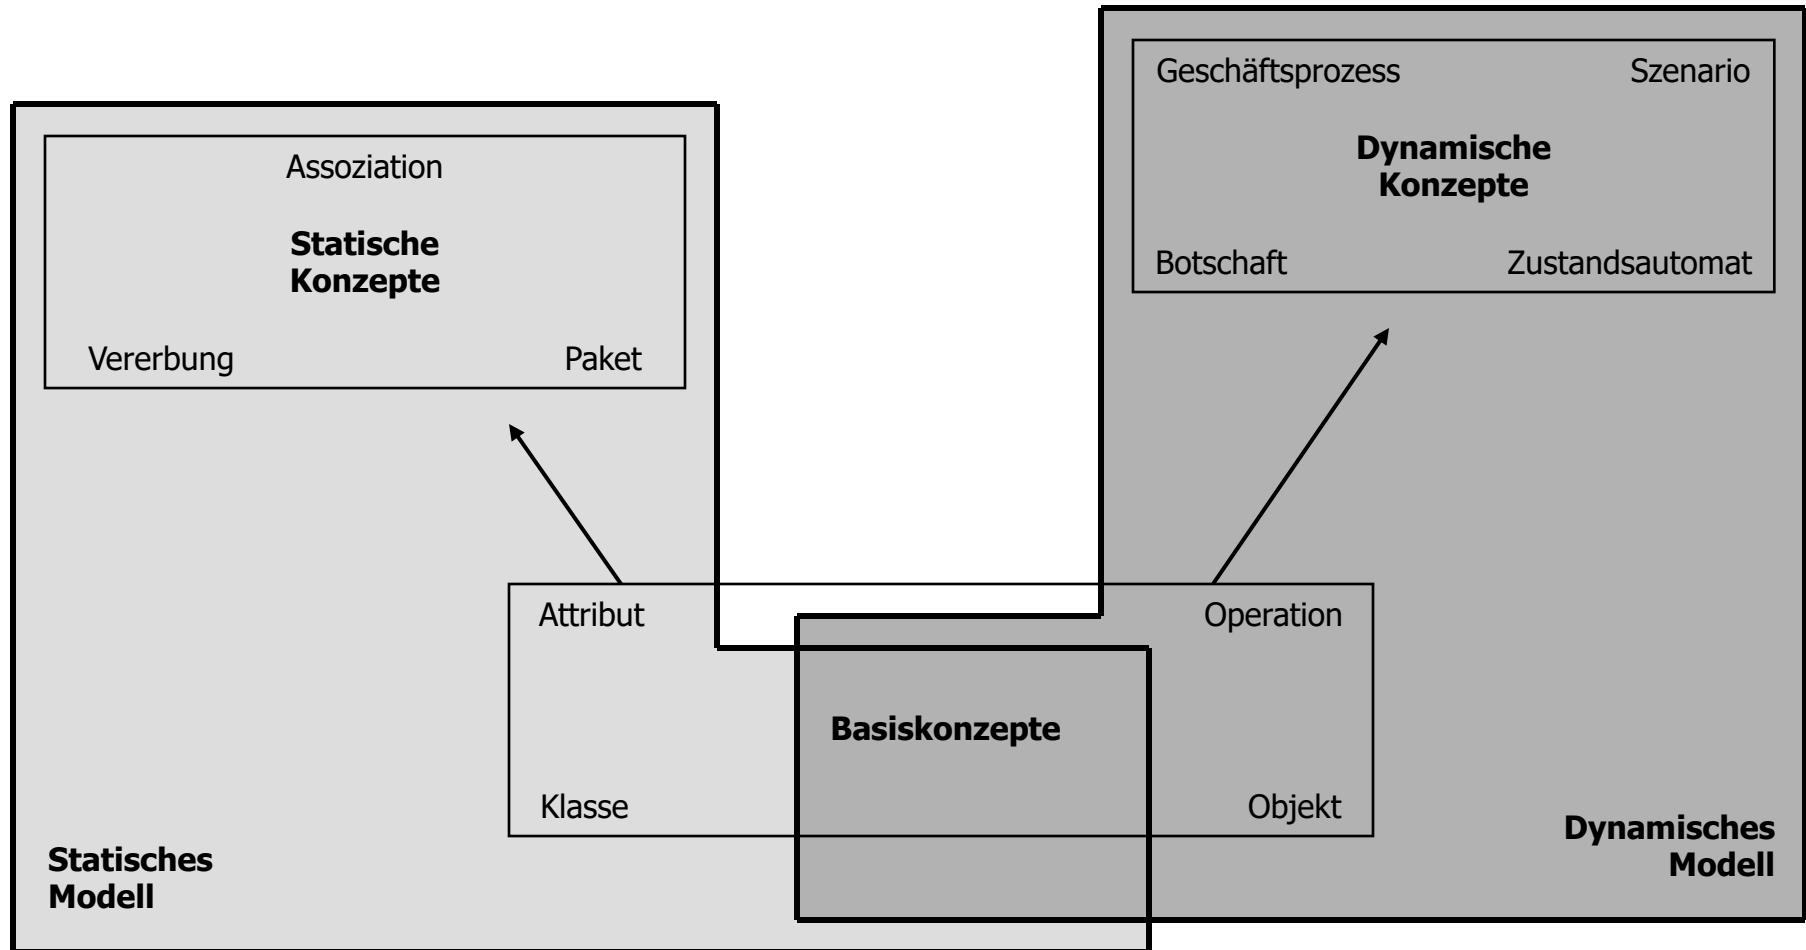 Geschäftsprozess
Szenario
Dynamische
Konzepte
Botschaft
Zustandsautomat
Assoziation
Statische
Konzepte
Vererbung
Paket
Attribut
Operation
Basiskonzepte
Klasse
Objekt
Statisches
Modell
Dynamisches
Modell